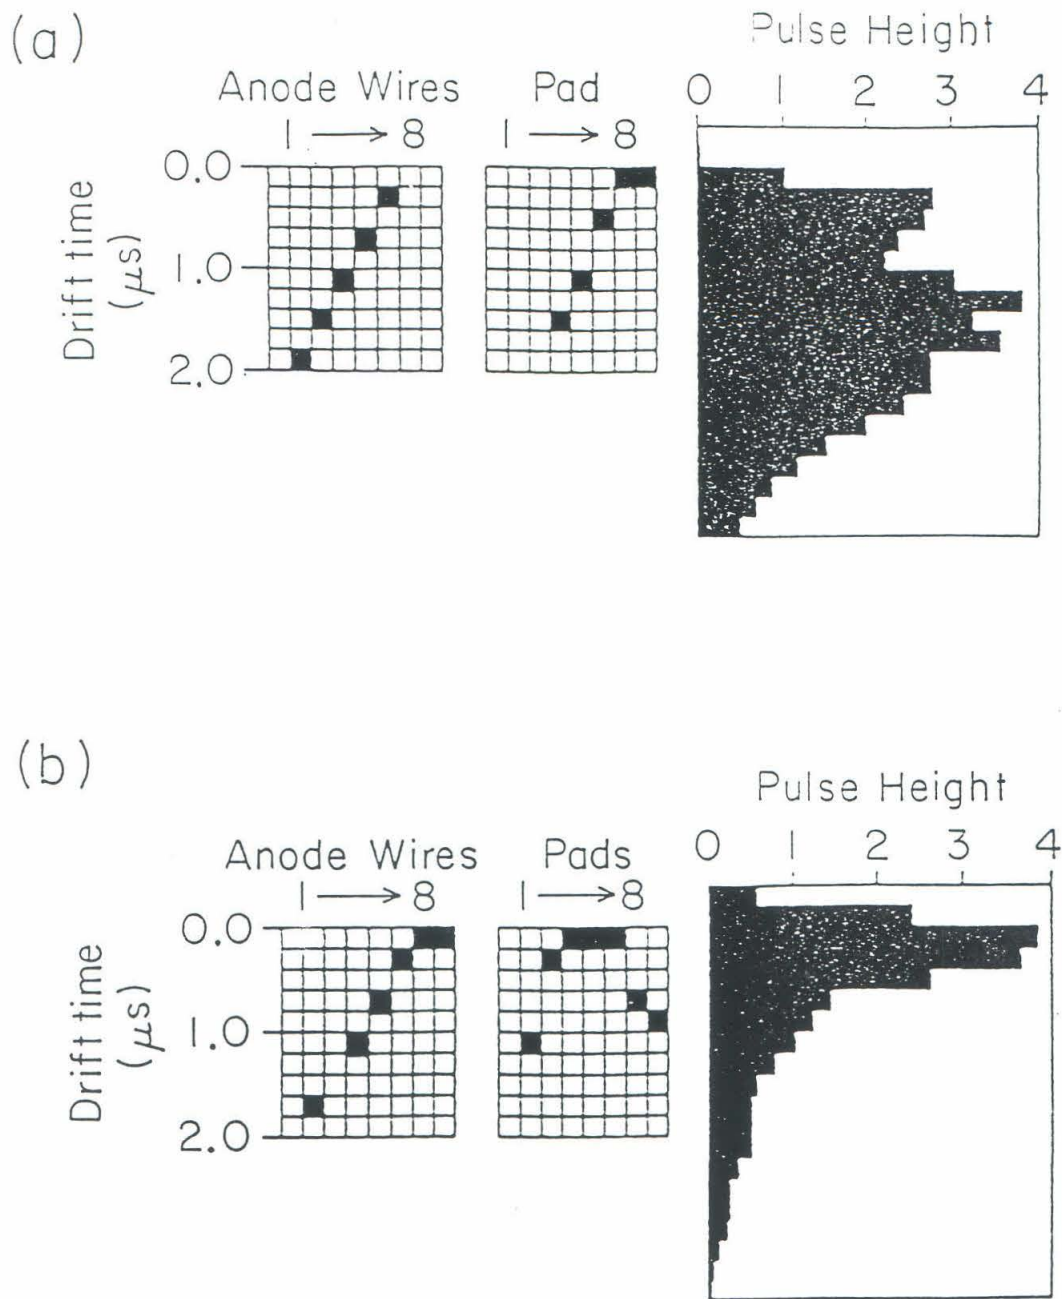 (a)
Pulse Height
0 1 2 3 4
Anode Wires
1 → 8
Pad
1 → 8
Drift time
(μs)
0.0
1.0
2.0
(b)
Pulse Height
0 1 2 3 4
Anode Wires
1 → 8
Pads
1 → 8
Drift time
(μs)
0.0
1.0
2.0